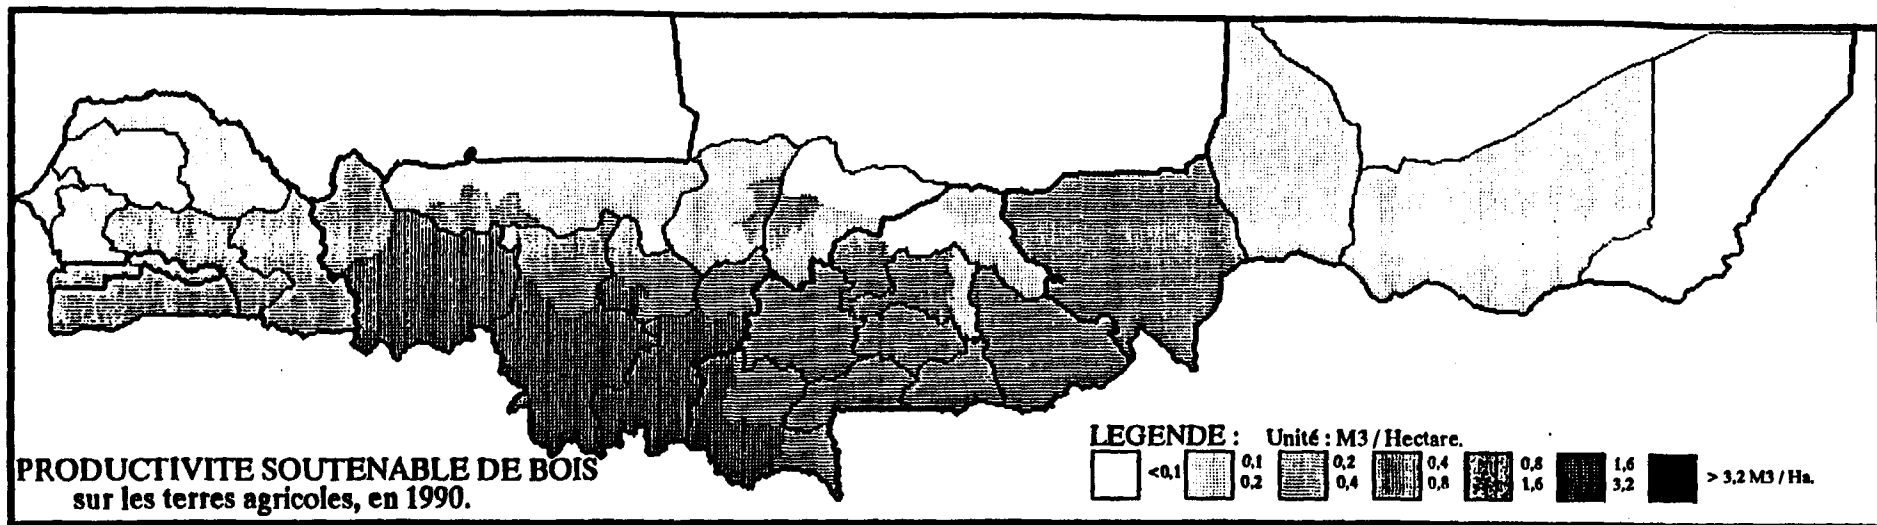 PRODUCTIVITE SOUTENABLE DE BOIS
sur les terres agricoles, en 1990.
LEGENDE : Unité : M3 / Hectare.
<0,1
0,1
0,2
0,2
0,4
0,4
0,8
0,8
1,6
1,6
3,2
> 3,2 M3 / Ha.